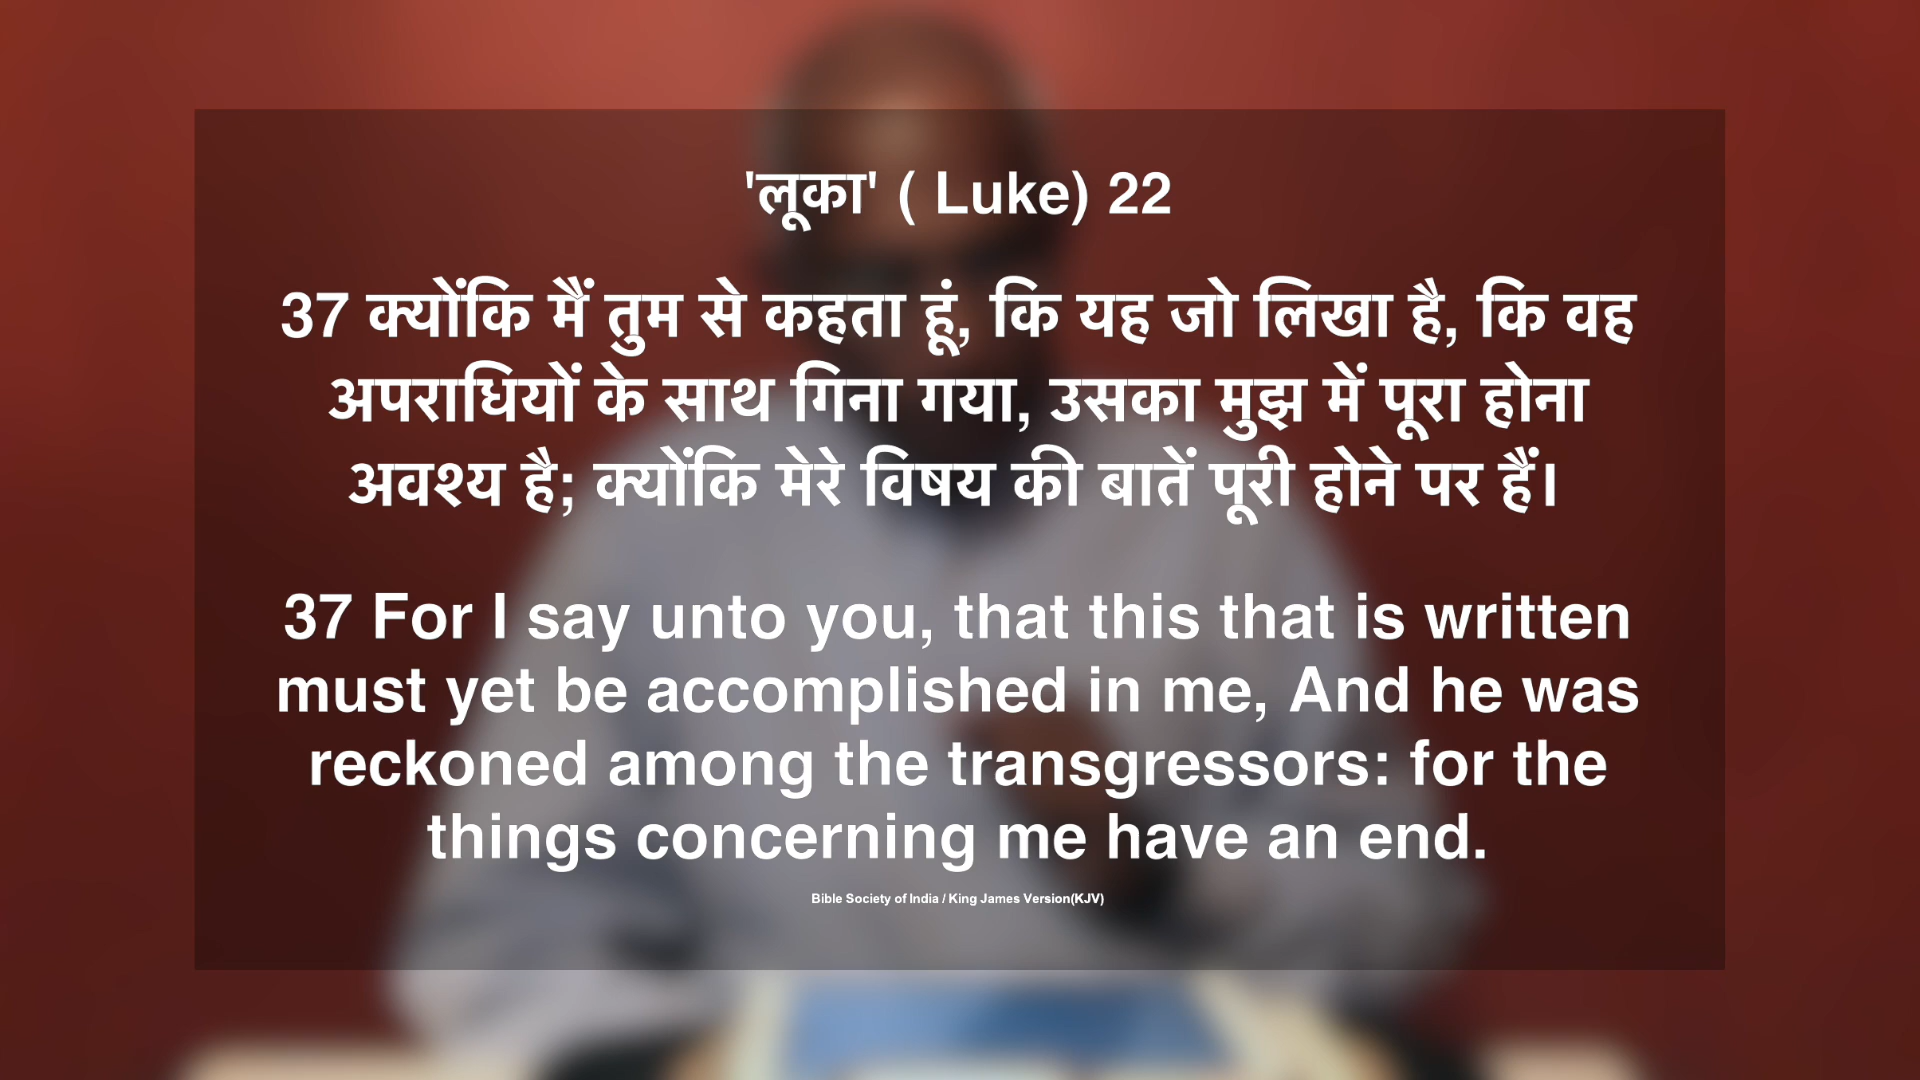 'लूका' ( Luke) 22
37 क्योंकि मैं तुम से कहता हूं, कि यह जो लिखा है, कि वह
अपराधियों के साथ गिना गया, उसका मुझ में पूरा होना
अवश्य है; क्योंकि मेरे विषय की बातें पूरी होने पर हैं।
37 For I say unto you, that this that is written
must yet be accomplished in me, And he was
reckoned among the transgressors: for the
things concerning me have an end.
Bible Society of India / King James Version(KJV)